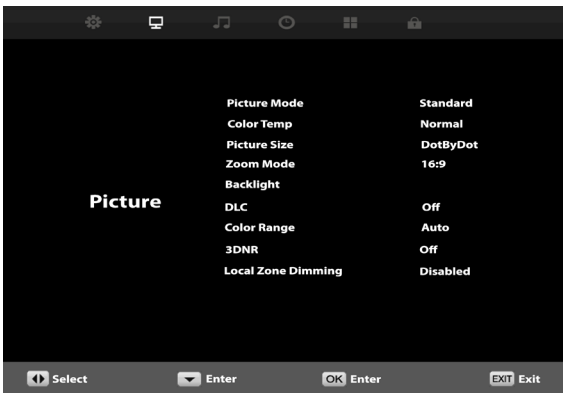 Picture
Picture Mode Standard
Color Temp Normal
Picture Size DotByDot
Zoom Mode 16:9
Backlight
DLC Off
Color Range Auto
3DNR Off
Local Zone Dimming Disabled
Select Enter OK Enter EXIT Exit